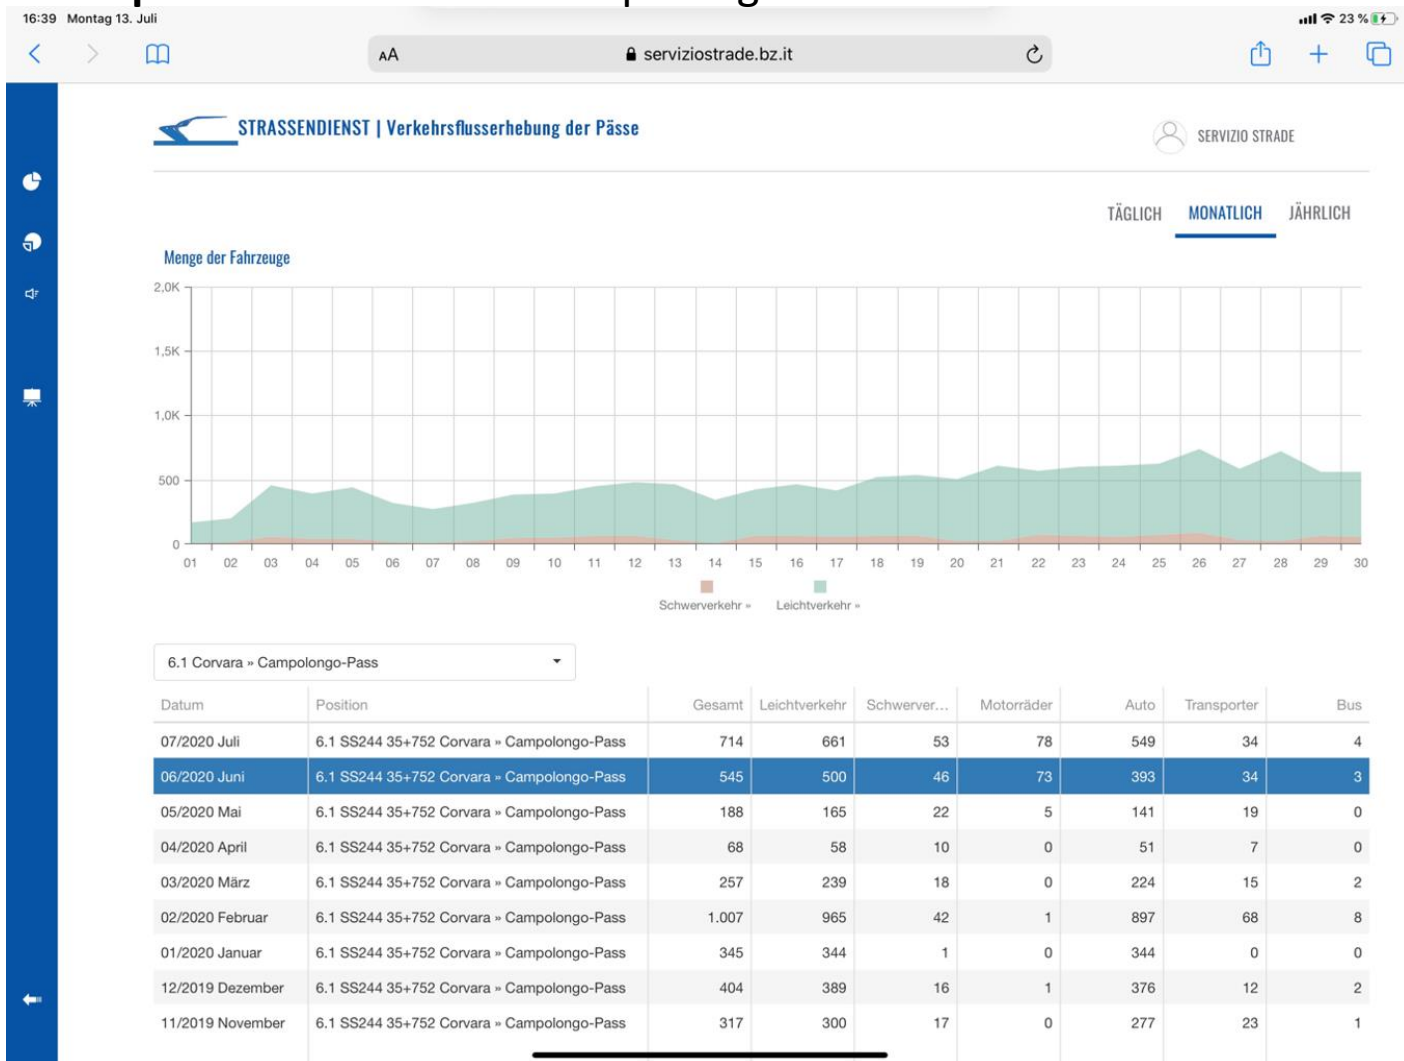 16:39 Montag 13. Juli
23 %
AA serviziostrade.bz.it
STRASSENDIENST | Verkehrsflusserhebung der Pässe
SERVIZIO STRADE
TÄGLICH MONATLICH JÄHRLICH
Menge der Fahrzeuge
2,0K
1,5K
1,0K
500
0
01 02 03 04 05 06 07 08 09 10 11 12 13 14 15 16 17 18 19 20 21 22 23 24 25 26 27 28 29 30
Schwerverkehr » Leichtverkehr »
6.1 Corvara » Campolongo-Pass
Datum Position Gesamt Leichtverkehr Schwerver... Motorräder Auto Transporter Bus
07/2020 Juli 6.1 SS244 35+752 Corvara » Campolongo-Pass 714 661 53 78 549 34 4
06/2020 Juni 6.1 SS244 35+752 Corvara » Campolongo-Pass 545 500 46 73 393 34 3
05/2020 Mai 6.1 SS244 35+752 Corvara » Campolongo-Pass 188 165 22 5 141 19 0
04/2020 April 6.1 SS244 35+752 Corvara » Campolongo-Pass 68 58 10 0 51 7 0
03/2020 März 6.1 SS244 35+752 Corvara » Campolongo-Pass 257 239 18 0 224 15 2
02/2020 Februar 6.1 SS244 35+752 Corvara » Campolongo-Pass 1.007 965 42 1 897 68 8
01/2020 Januar 6.1 SS244 35+752 Corvara » Campolongo-Pass 345 344 1 0 344 0 0
12/2019 Dezember 6.1 SS244 35+752 Corvara » Campolongo-Pass 404 389 16 1 376 12 2
11/2019 November 6.1 SS244 35+752 Corvara » Campolongo-Pass 317 300 17 0 277 23 1